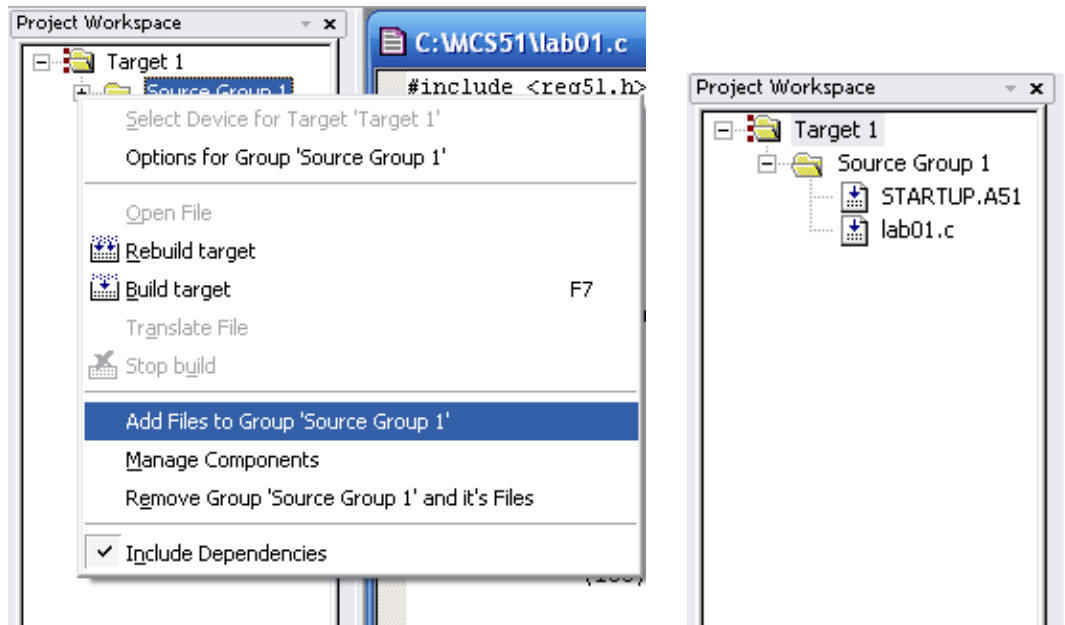 Project Workspace
Target 1
Source Group 1
C:\MCS51\lab01.c
#include <reg51.h>
Select Device for Target 'Target 1'
Options for Group 'Source Group 1'
Open File
Rebuild target
Build target F7
Translate File
Stop build
Add Files to Group 'Source Group 1'
Manage Components
Remove Group 'Source Group 1' and it's Files
Include Dependencies
Project Workspace
Target 1
Source Group 1
STARTUP.A51
lab01.c